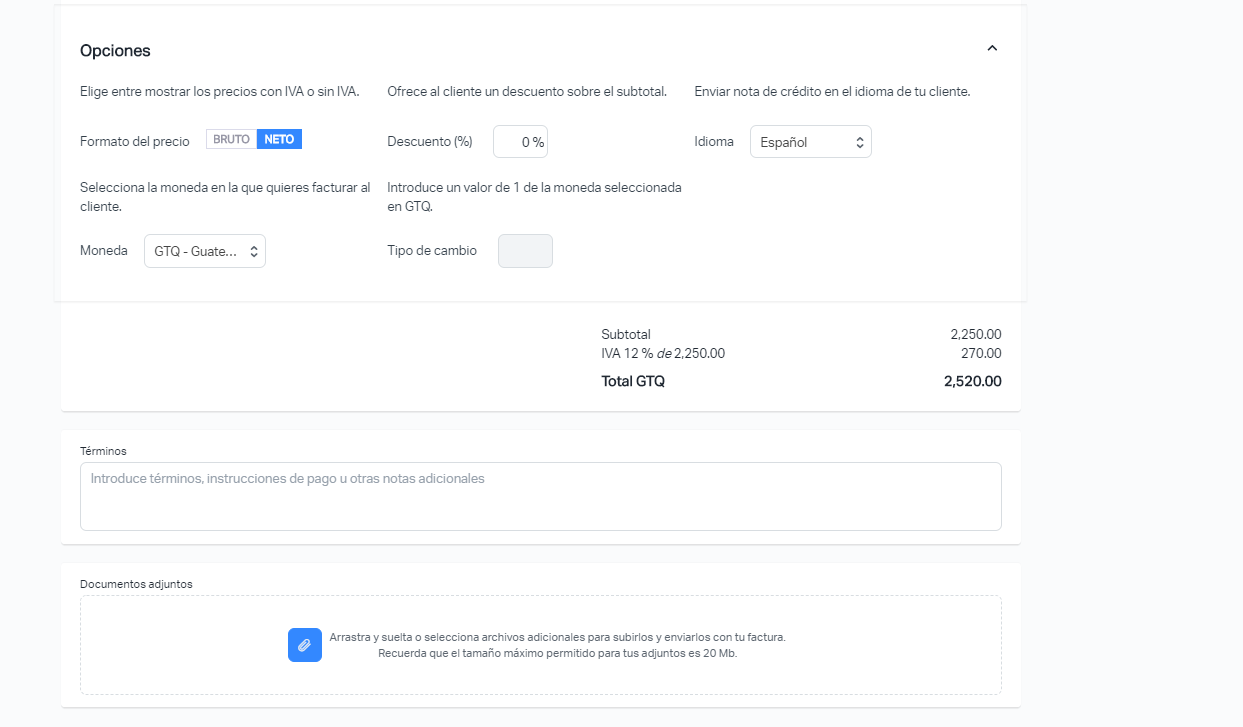 Opciones
Elige entre mostrar los precios con IVA o sin IVA.
Ofrece al cliente un descuento sobre el subtotal.
Enviar nota de crédito en el idioma de tu cliente.
Formato del precio
BRUTO
NETO
Descuento (%)
0 %
Idioma
Español
Selecciona la moneda en la que quieres facturar al
cliente.
Introduce un valor de 1 de la moneda seleccionada
en GTQ.
Moneda
GTQ - Guate...
Tipo de cambio
Subtotal 2,250.00
IVA 12 % de 2,250.00 270.00
Total GTQ 2,520.00
Términos
Introduce términos, instrucciones de pago u otras notas adicionales
Documentos adjuntos
Arrastra y suelta o selecciona archivos adicionales para subirlos y enviarlos con tu factura.
Recuerda que el tamaño máximo permitido para tus adjuntos es 20 Mb.